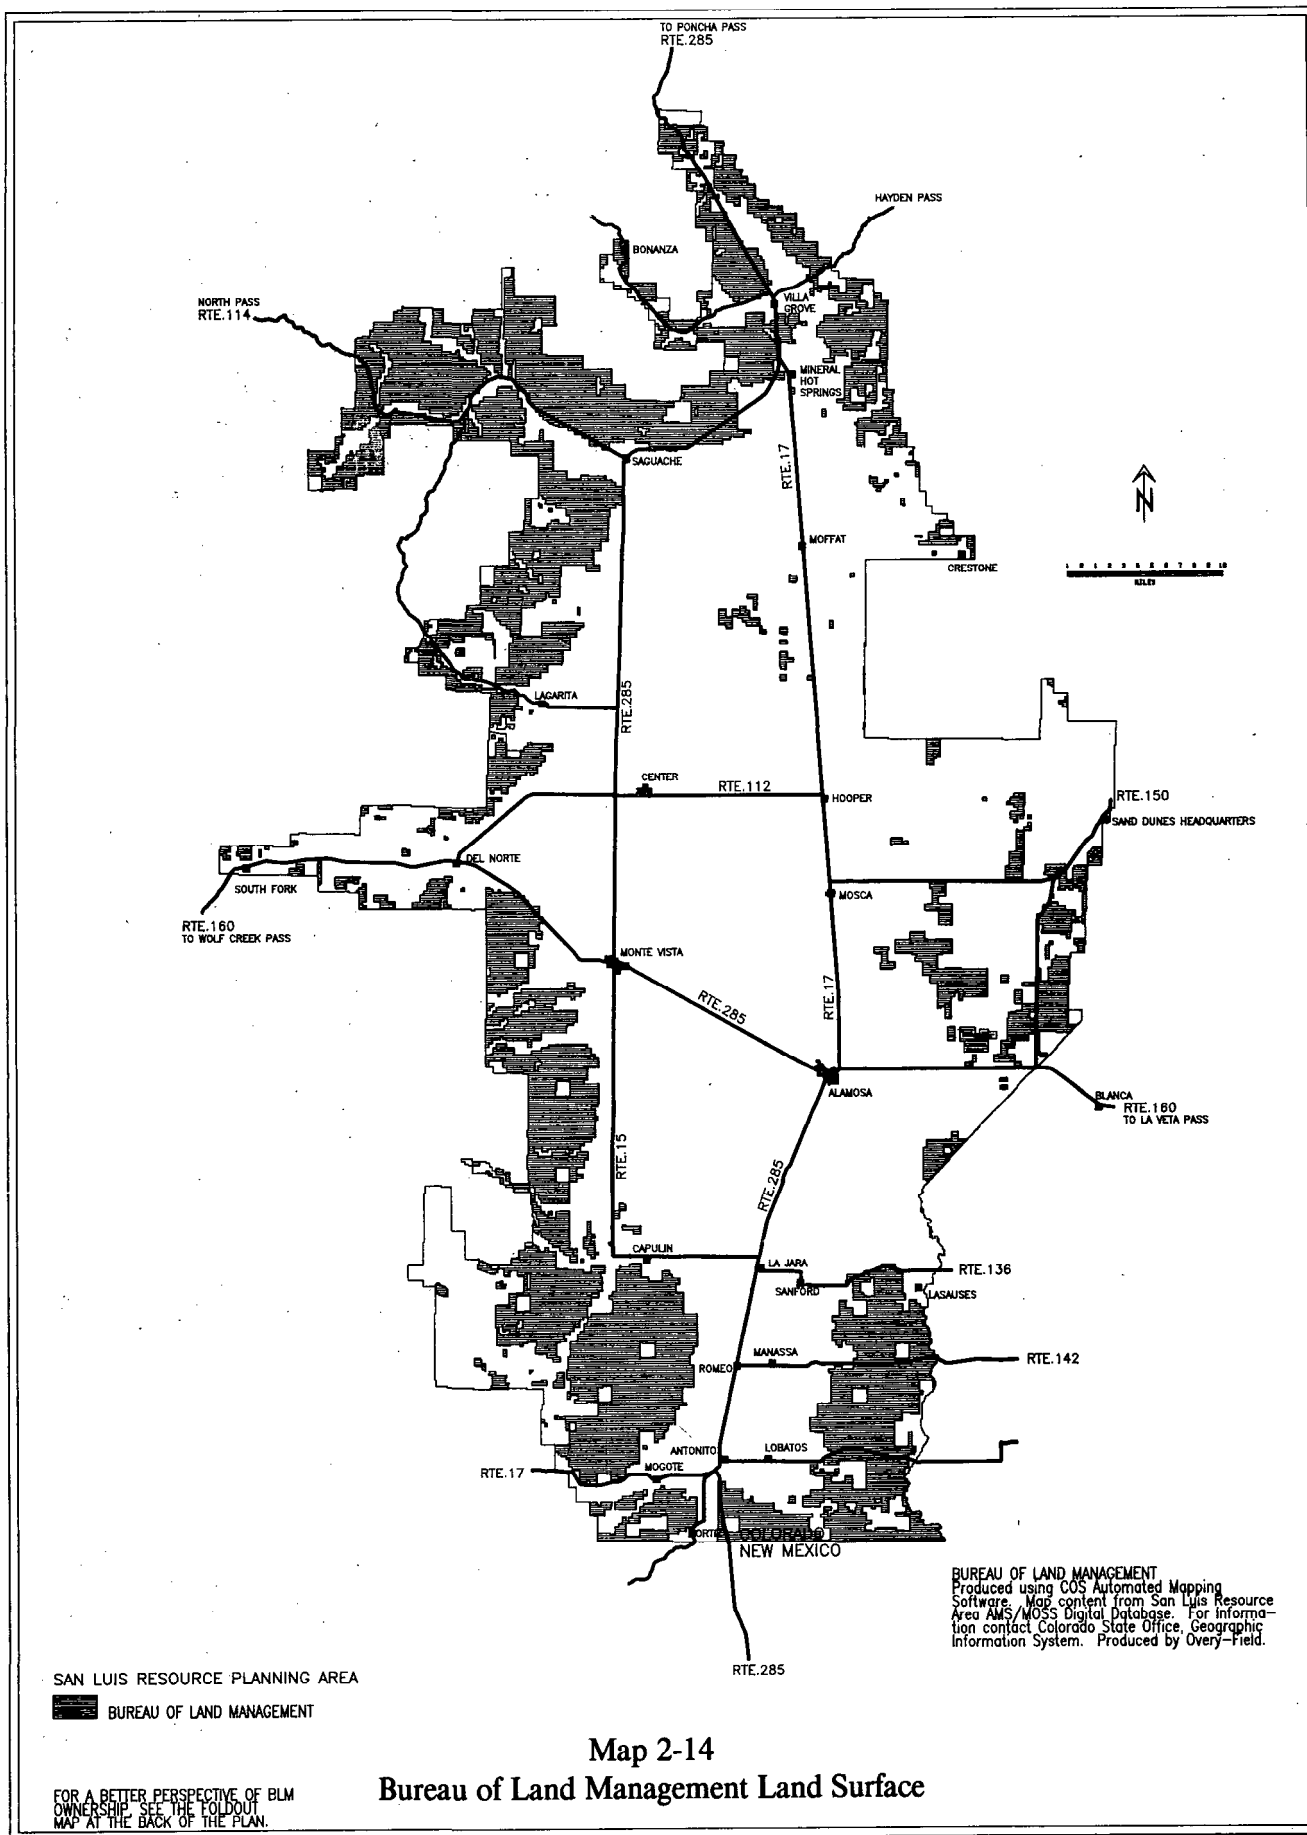 TO PONCHA PASS
RTE.285
HAYDEN PASS
BONANZA
NORTH PASS
RTE.114
VILLA
GROVE
MINERAL
HOT
SPRINGS
SAGUACHE
RTE.17
N
MOFFAT
CRESTONE
MILES
LAGARITA
RTE.285
CENTER
RTE.112
HOOPER
RTE.150
SAND DUNES HEADQUARTERS
DEL NORTE
SOUTH FORK
MOSCA
RTE.160
TO WOLF CREEK PASS
MONTE VISTA
RTE.285
RTE.17
ALAMOSA
BLANCA
RTE.160
TO LA VETA PASS
RTE.15
RTE.285
CAPULIN
LA JARA
RTE.136
SANFORD
LASAUSES
MANASSA
ROMEO
RTE.142
ANTONITO
LOBATOS
RTE.17
MOGOTE
COLORADO
NEW MEXICO
RTE.285
BUREAU OF LAND MANAGEMENT
Produced using COS Automated Mapping
Software. Map content from San Luis Resource
Area AMS/MOSS Digital Database. For Informa-
tion contact Colorado State Office, Geographic
Information System. Produced by Overy-Field.
SAN LUIS RESOURCE PLANNING AREA
BUREAU OF LAND MANAGEMENT
Map 2-14
Bureau of Land Management Land Surface
FOR A BETTER PERSPECTIVE OF BLM
OWNERSHIP, SEE THE FOLDOUT
MAP AT THE BACK OF THE PLAN.